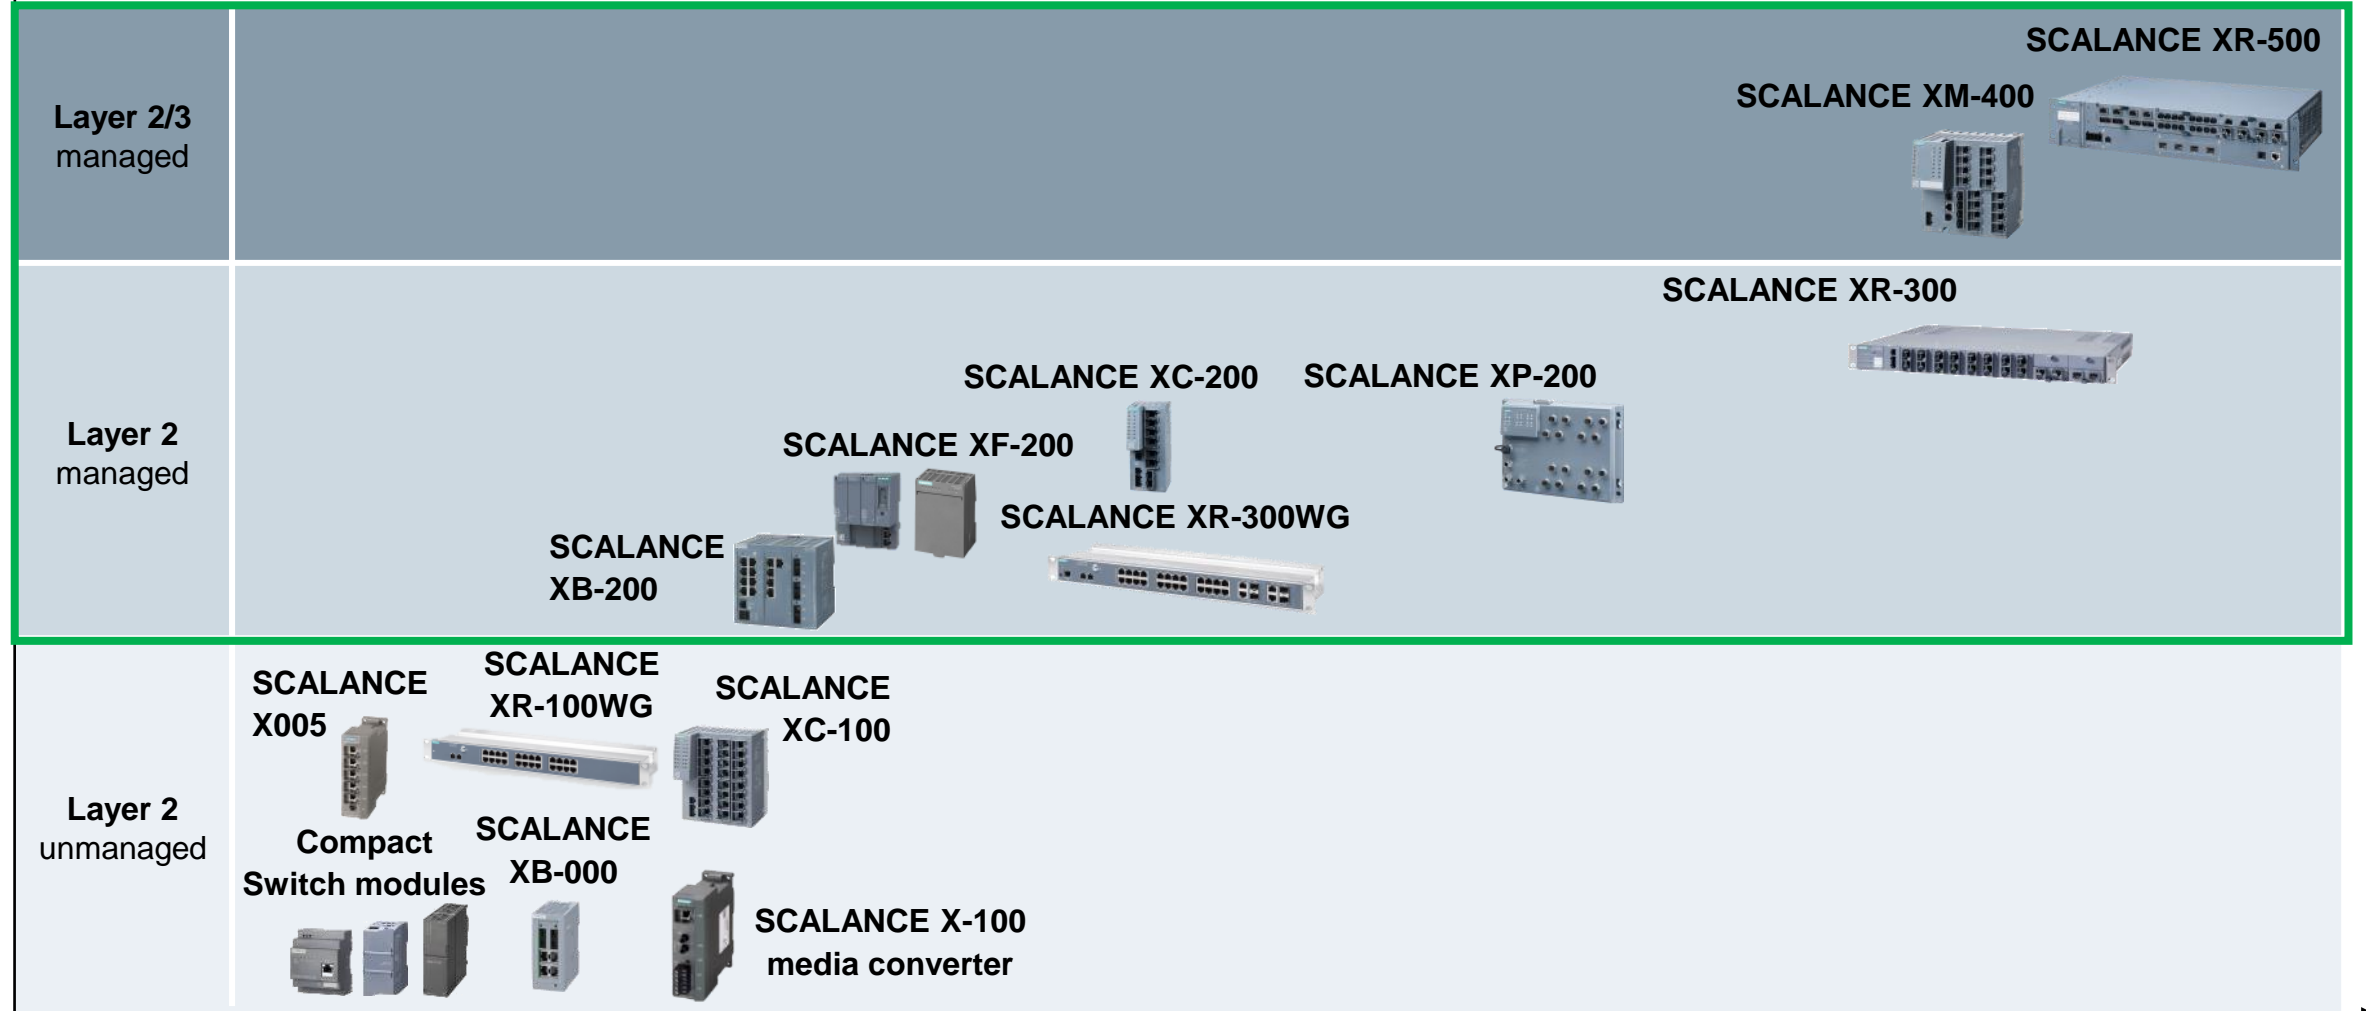 SCALANCE XR-500
SCALANCE XM-400
Layer 2/3
managed
SCALANCE XR-300
SCALANCE XC-200
SCALANCE XP-200
Layer 2
managed
SCALANCE XF-200
SCALANCE XR-300WG
SCALANCE
XB-200
SCALANCE
X005
SCALANCE
XR-100WG
SCALANCE
XC-100
Layer 2
unmanaged
Compact
Switch modules
SCALANCE
XB-000
SCALANCE X-100
media converter